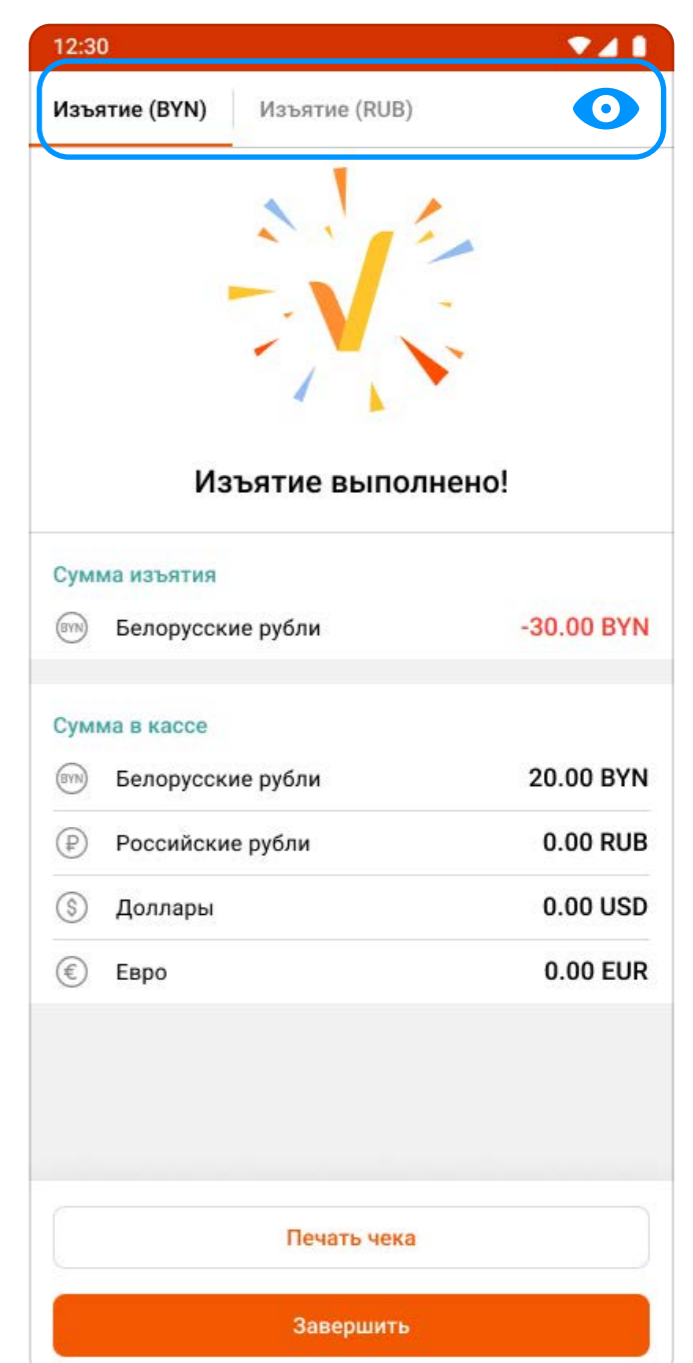 12:30
Изъятие (BYN) Изъятие (RUB)
Изъятие выполнено!
Сумма изъятия
BYN Белорусские рубли -30.00 BYN
Сумма в кассе
BYN Белорусские рубли 20.00 BYN
₽ Российские рубли 0.00 RUB
$ Доллары 0.00 USD
€ Евро 0.00 EUR
Печать чека
Завершить